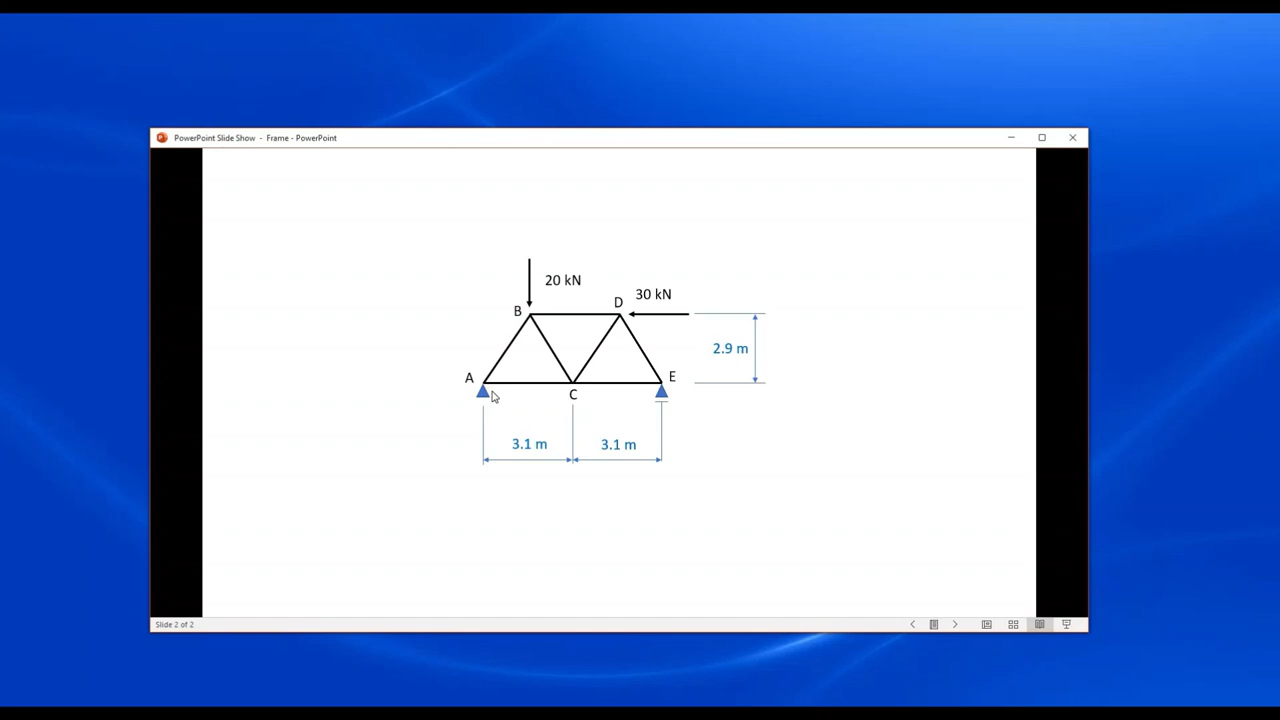 PowerPoint Slide Show - Frame - PowerPoint
20 kN
30 kN
B
D
2.9 m
A
E
C
3.1 m
3.1 m
Slide 2 of 2